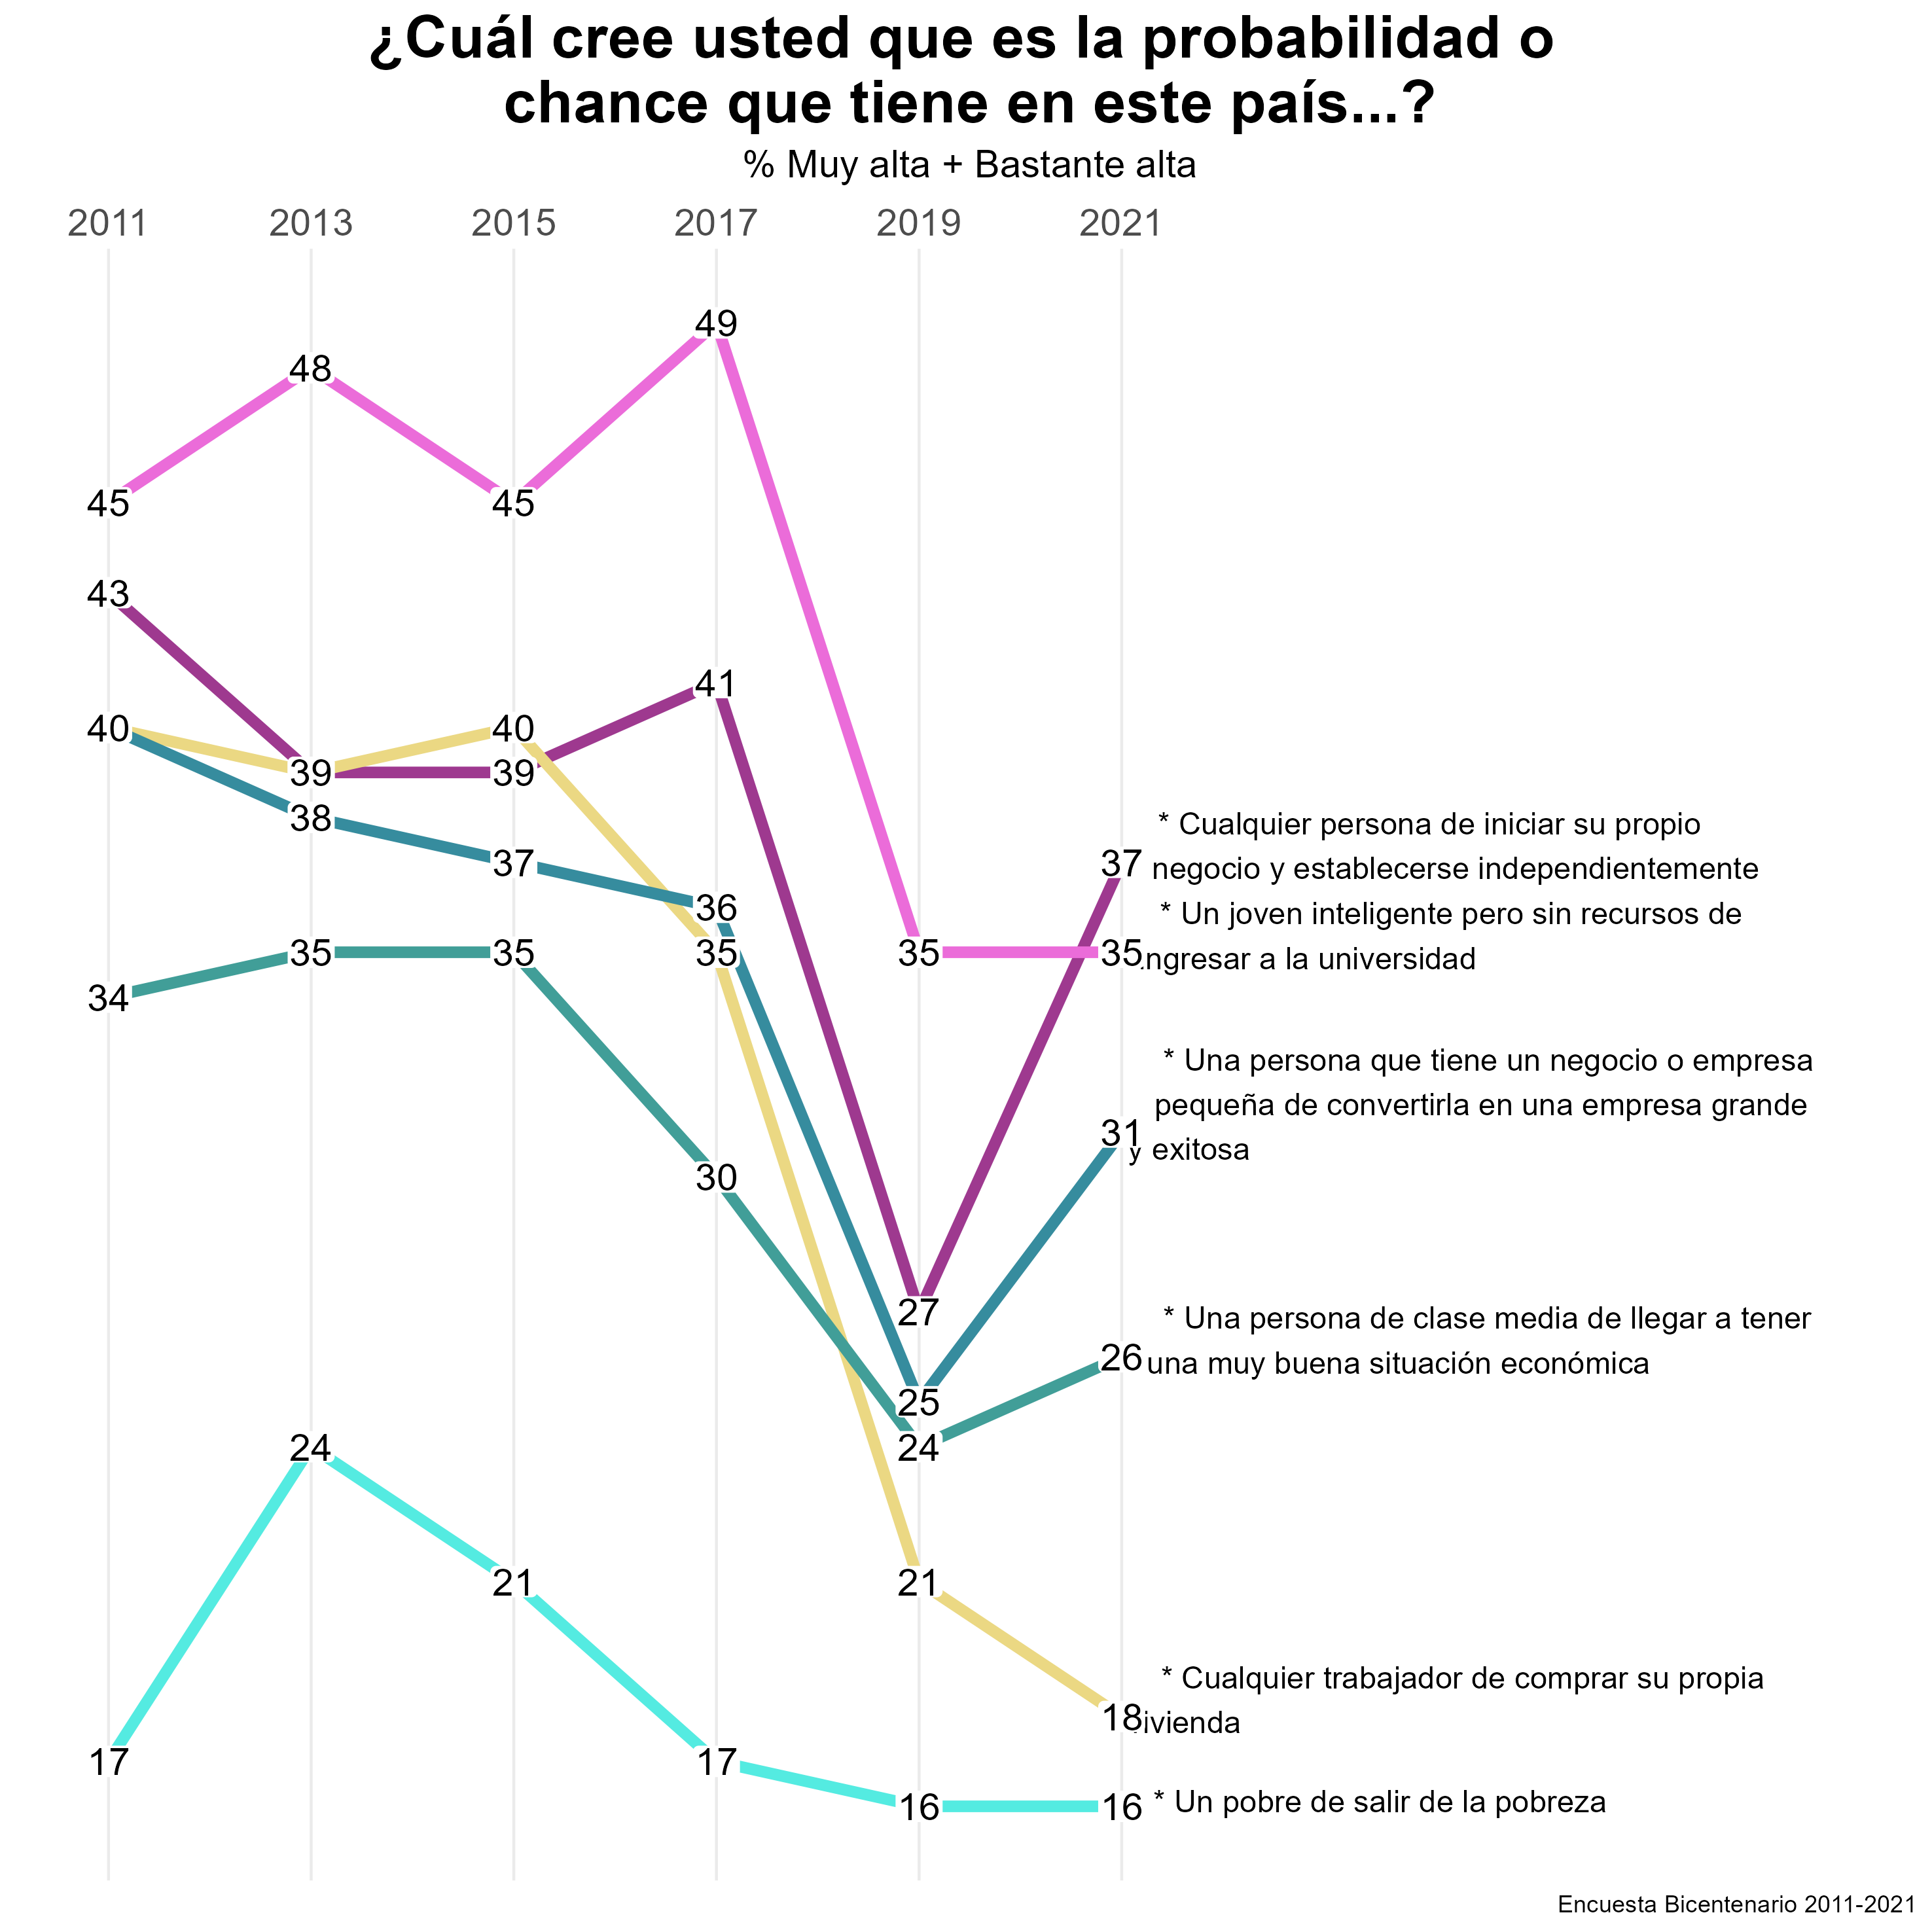 ¿Cuál cree usted que es la probabilidad o
chance que tiene en este país...?
% Muy alta + Bastante alta
2011 2013 2015 2017 2019 2021
49
48
45 45
43
41
40 40
39 39
38
37 37
36
35 35 35 35 35
34
31
30
27
26
25
24 24
21 21
18
17 17
16 16
* Cualquier persona de iniciar su propio
negocio y establecerse independientemente
* Un joven inteligente pero sin recursos de
ingresar a la universidad
* Una persona que tiene un negocio o empresa
pequeña de convertirla en una empresa grande
y exitosa
* Una persona de clase media de llegar a tener
una muy buena situación económica
* Cualquier trabajador de comprar su propia
vivienda
* Un pobre de salir de la pobreza
Encuesta Bicentenario 2011-2021